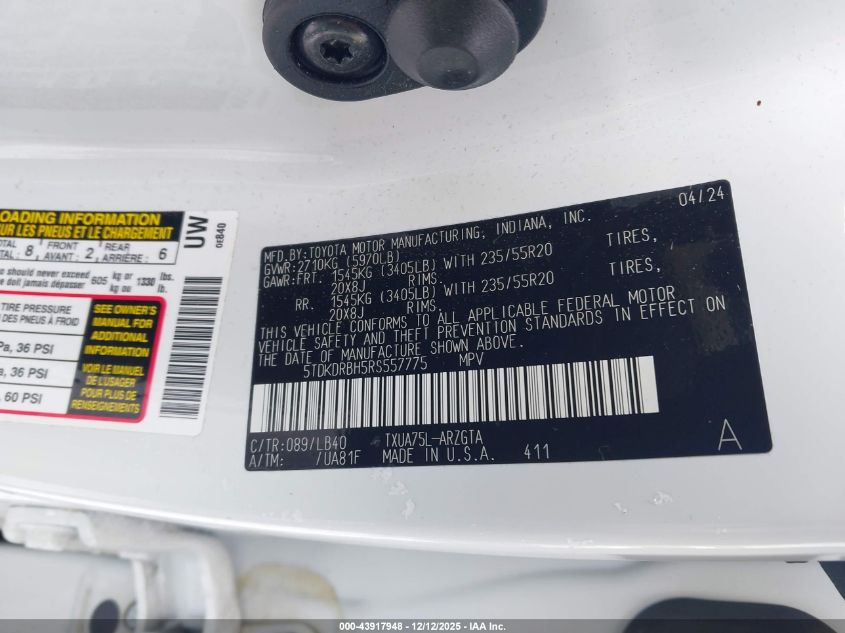 LOADING INFORMATION
SUR LES PNEUS ET LE CHARGEMENT
TOTAL : 8 FRONT AVANT : 2 REAR 6
should never exceed 605 kg or 1330 lbs.
ne doit jamais dépasser kg ou lb.
TIRE PRESSURE
DES PNEUS À FROID
Pa, 36 PSI
a, 36 PSI
, 60 PSI
SEE OWNER'S
MANUAL FOR
ADDITIONAL
INFORMATION
VOIR LE MANUEL
DE L'USAGER
POUR PLUS DE
RENSEIGNEMENTS
UW
0E840
04/24
MFD.BY:TOYOTA MOTOR MANUFACTURING, INDIANA, INC.
GVWR:2710KG (5970LB)
GAWR:FRT. 1545KG (3405LB) WITH 235/55R20 TIRES,
20X8J RIMS.
RR. 1545KG (3405LB) WITH 235/55R20 TIRES,
20X8J RIMS.
THIS VEHICLE CONFORMS TO ALL APPLICABLE FEDERAL MOTOR
VEHICLE SAFETY AND THEFT PREVENTION STANDARDS IN EFFECT ON
THE DATE OF MANUFACTURE SHOWN ABOVE.
5TDKDRBH5RS557775 MPV
C/TR:089/LB40 TXUA75L-ARZGTA
A/TM: /UA81F MADE IN U.S.A. 411
A
000-43917948 - 12/12/2025 - IAA Inc.